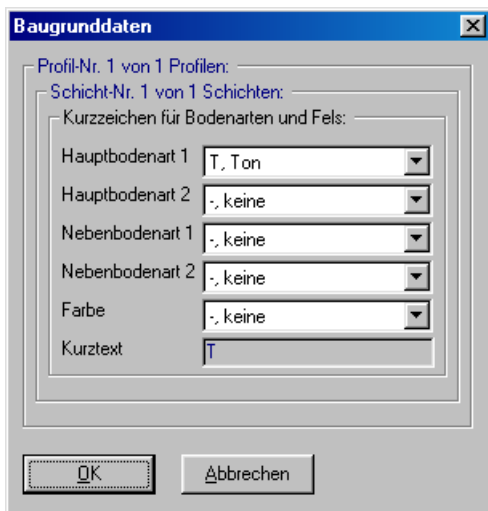 Baugrunddaten
Profil-Nr. 1 von 1 Profilen:
Schicht-Nr. 1 von 1 Schichten:
Kurzzeichen für Bodenarten und Fels:
Hauptbodenart 1 T, Ton
Hauptbodenart 2 -, keine
Nebenbodenart 1 -, keine
Nebenbodenart 2 -, keine
Farbe -, keine
Kurztext T
OK Abbrechen